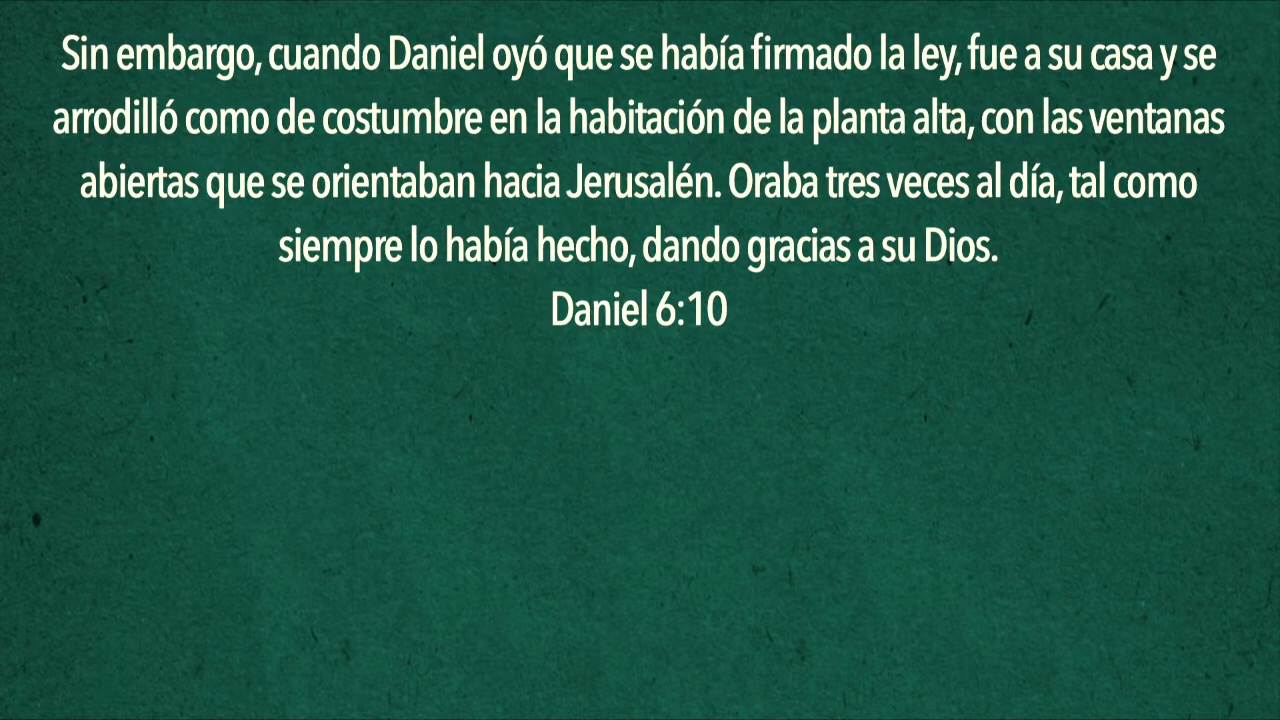 Sin embargo, cuando Daniel oyó que se había firmado la ley, fue a su casa y se
arrodilló como de costumbre en la habitación de la planta alta, con las ventanas
abiertas que se orientaban hacia Jerusalén. Oraba tres veces al día, tal como
siempre lo había hecho, dando gracias a su Dios.
Daniel 6:10